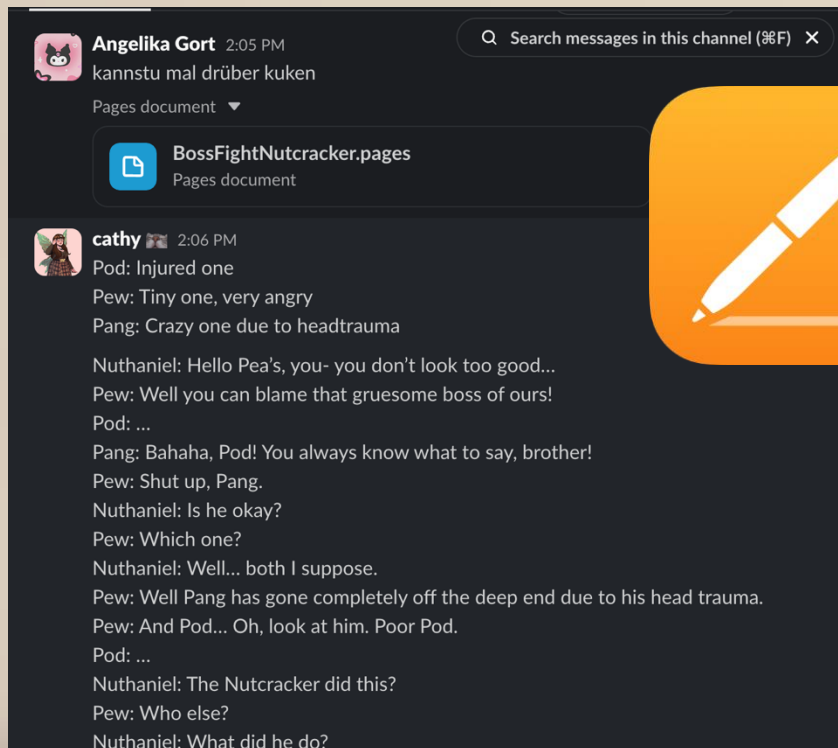 Angelika Gort 2:05 PM
Search messages in this channel (⌘F)
kannstu mal drüber kuken
Pages document
BossFightNutcracker.pages
Pages document
cathy 2:06 PM
Pod: Injured one
Pew: Tiny one, very angry
Pang: Crazy one due to headtrauma
Nuthaniel: Hello Pea's, you- you don't look too good...
Pew: Well you can blame that gruesome boss of ours!
Pod: ...
Pang: Bahaha, Pod! You always know what to say, brother!
Pew: Shut up, Pang.
Nuthaniel: Is he okay?
Pew: Which one?
Nuthaniel: Well... both I suppose.
Pew: Well Pang has gone completely off the deep end due to his head trauma.
Pew: And Pod... Oh, look at him. Poor Pod.
Pod: ...
Nuthaniel: The Nutcracker did this?
Pew: Who else?
Nuthaniel: What did he do?